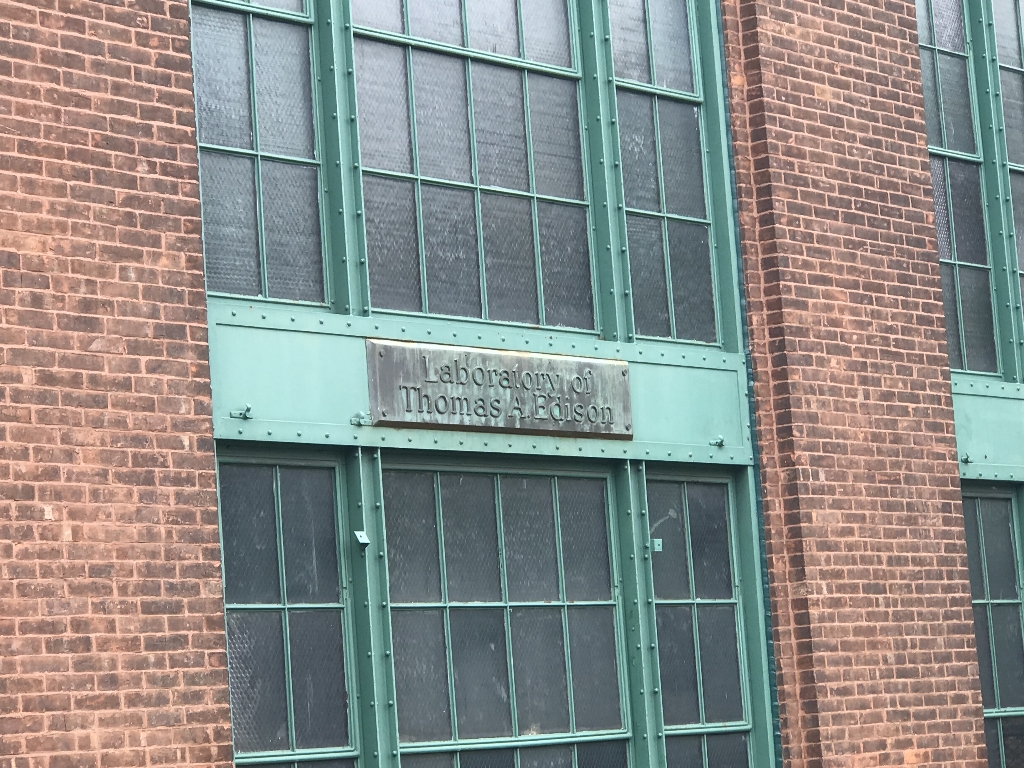 Laboratory of
Thomas A. Edison